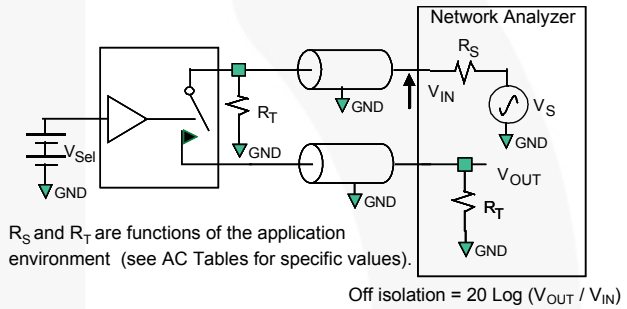 Network Analyzer
R_S
V_IN
GND
V_S
GND
R_T
GND
V_Sel
GND
GND
V_OUT
R_T
GND
R_S and R_T are functions of the application
environment (see AC Tables for specific values).
Off isolation = 20 Log (V_OUT / V_IN)